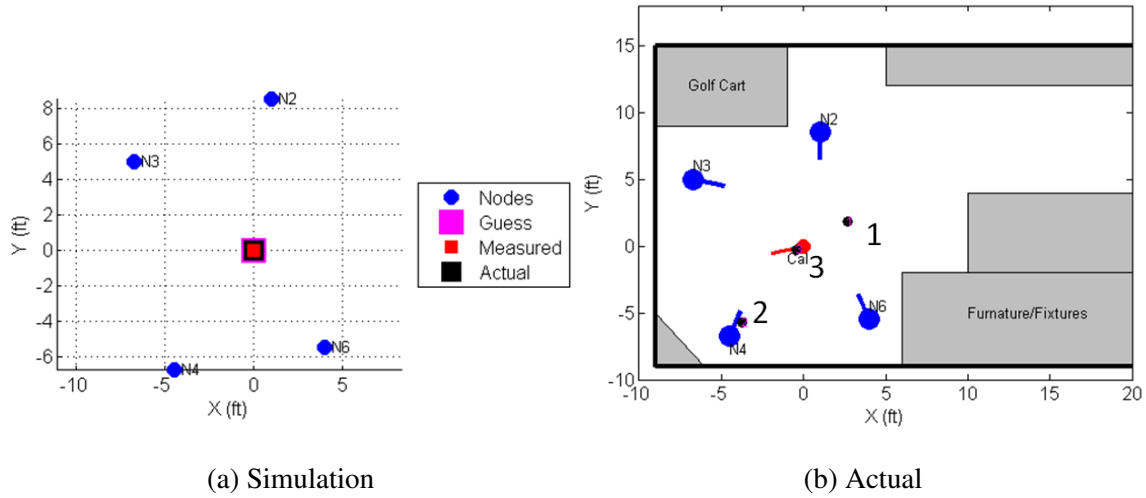 8
6
4
2
0
-2
-4
-6
-10
-5
0
5
X (ft)
Y (ft)
N2
N3
N4
N6
Nodes
Guess
Measured
Actual
15
10
5
0
-5
-10
-10
-5
0
5
10
15
20
X (ft)
Y (ft)
Golf Cart
N2
N3
1
Cal
3
2
N4
N6
Furnature/Fixtures
(a) Simulation
(b) Actual